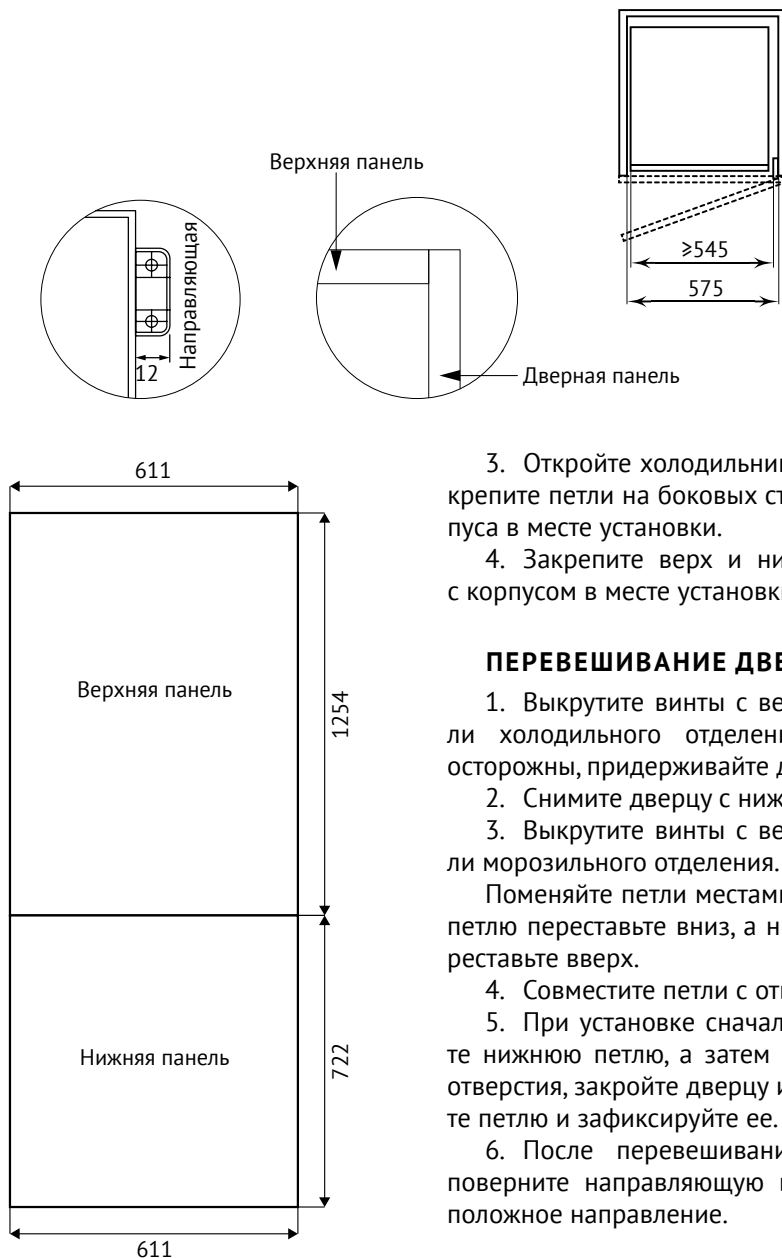 Верхняя панель
Направляющая
12
Дверная панель
≥545
575
611
Верхняя панель
1254
Нижняя панель
722
611
3. Откройте холодильник
крепите петли на боковых ст
пуса в месте установки.
4. Закрепите верх и ни
с корпусом в месте установк
ПЕРЕВЕШИВАНИЕ ДВЕ
1. Выкрутите винты с ве
ли холодильного отделен
осторожны, придерживайте д
2. Снимите дверцу с ниж
3. Выкрутите винты с ве
ли морозильного отделения.
Поменяйте петли местам
петлю переставьте вниз, а н
реставьте вверх.
4. Совместите петли с от
5. При установке сначал
те нижнюю петлю, а затем
отверстия, закройте дверцу и
те петлю и зафиксируйте ее.
6. После перевешивани
поверните направляющую
положное направление.